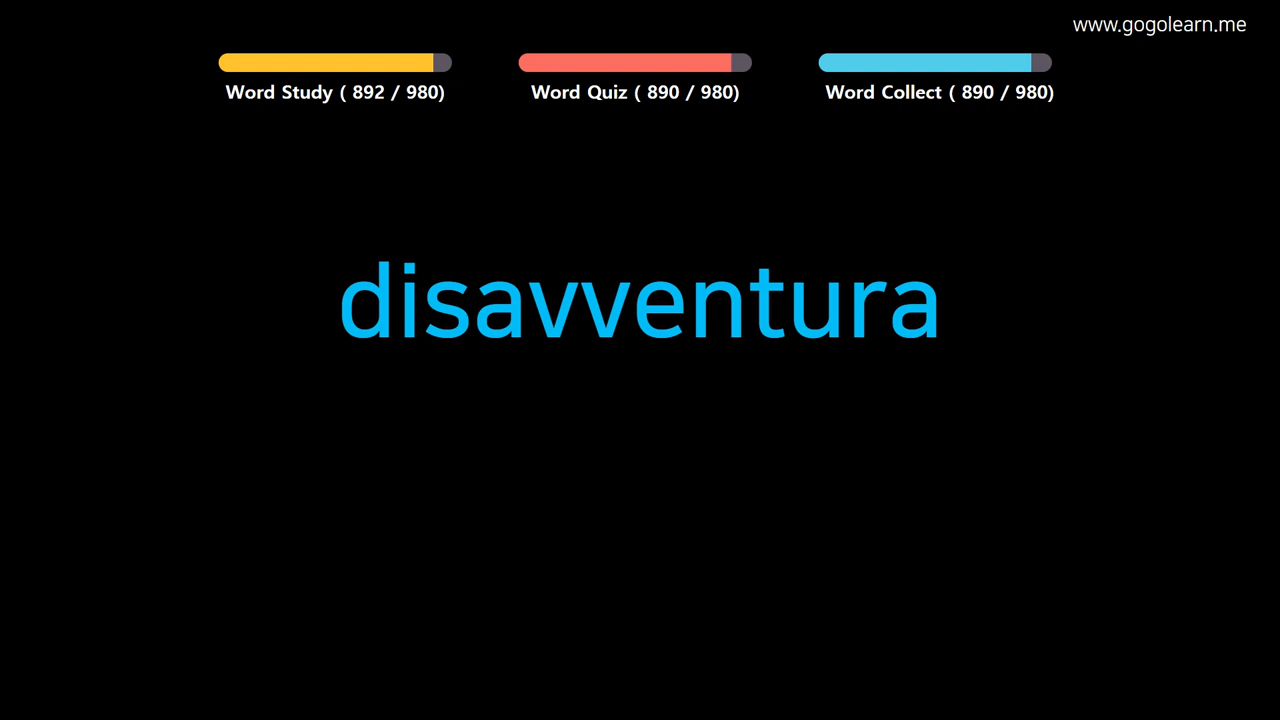 www.gogolearn.me
Word Study ( 892 / 980)
Word Quiz ( 890 / 980)
Word Collect ( 890 / 980)
disavventura